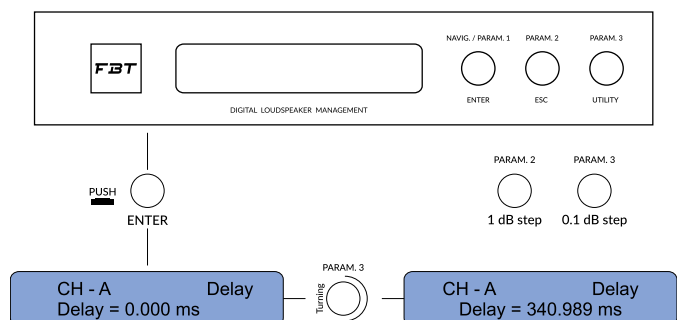 NAVIG. / PARAM. 1 PARAM. 2 PARAM. 3
FBT
ENTER ESC UTILITY
DIGITAL LOUDSPEAKER MANAGEMENT
PARAM. 2 PARAM. 3
PUSH
ENTER
1 dB step 0.1 dB step
PARAM. 3
Turning
CH - A Delay
Delay = 0.000 ms
CH - A Delay
Delay = 340.989 ms